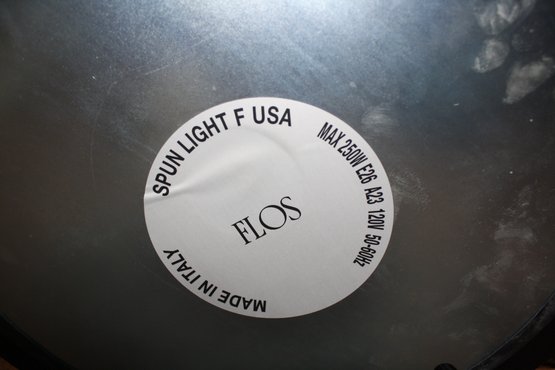 SPUN LIGHT F USA
MAX 250W E26 A23 120V 50-60Hz
FLOS
MADE IN ITALY